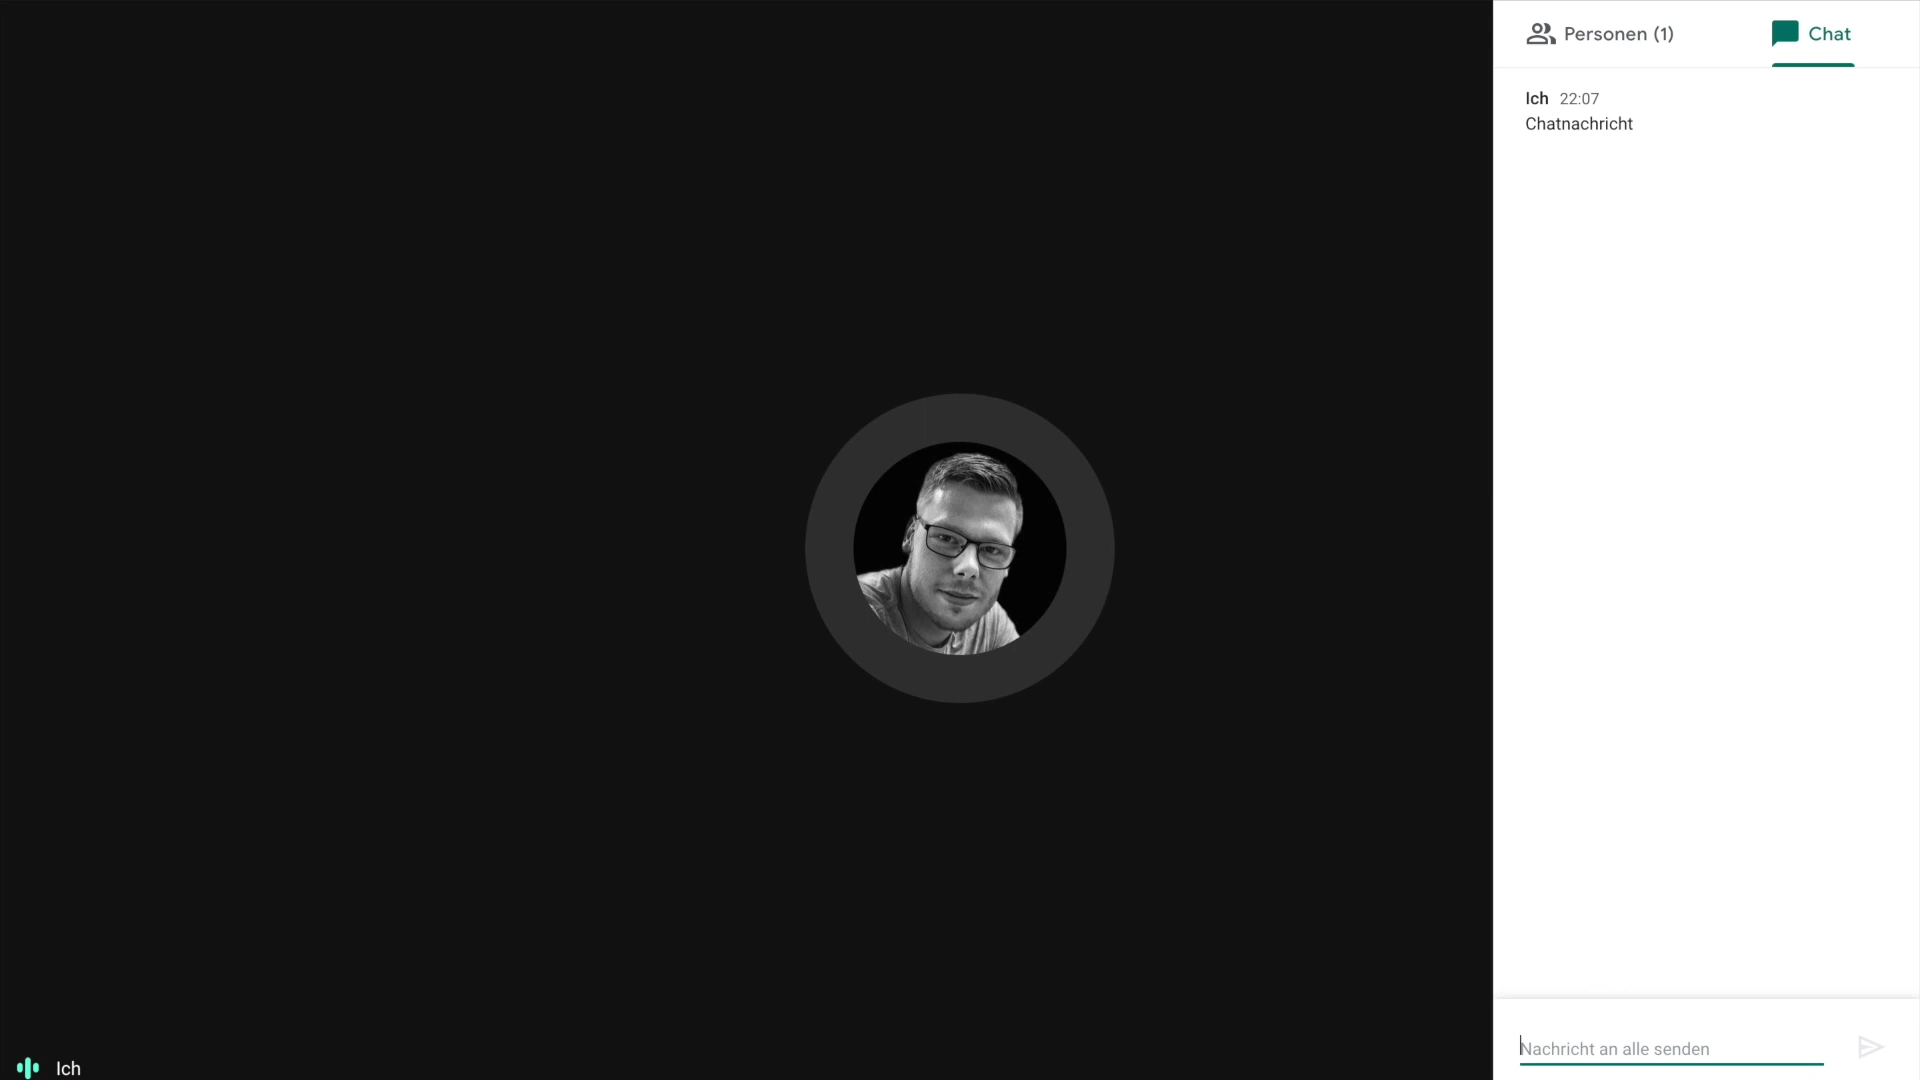 Personen (1)
Chat
Ich 22:07
Chatnachricht
Nachricht an alle senden
Ich